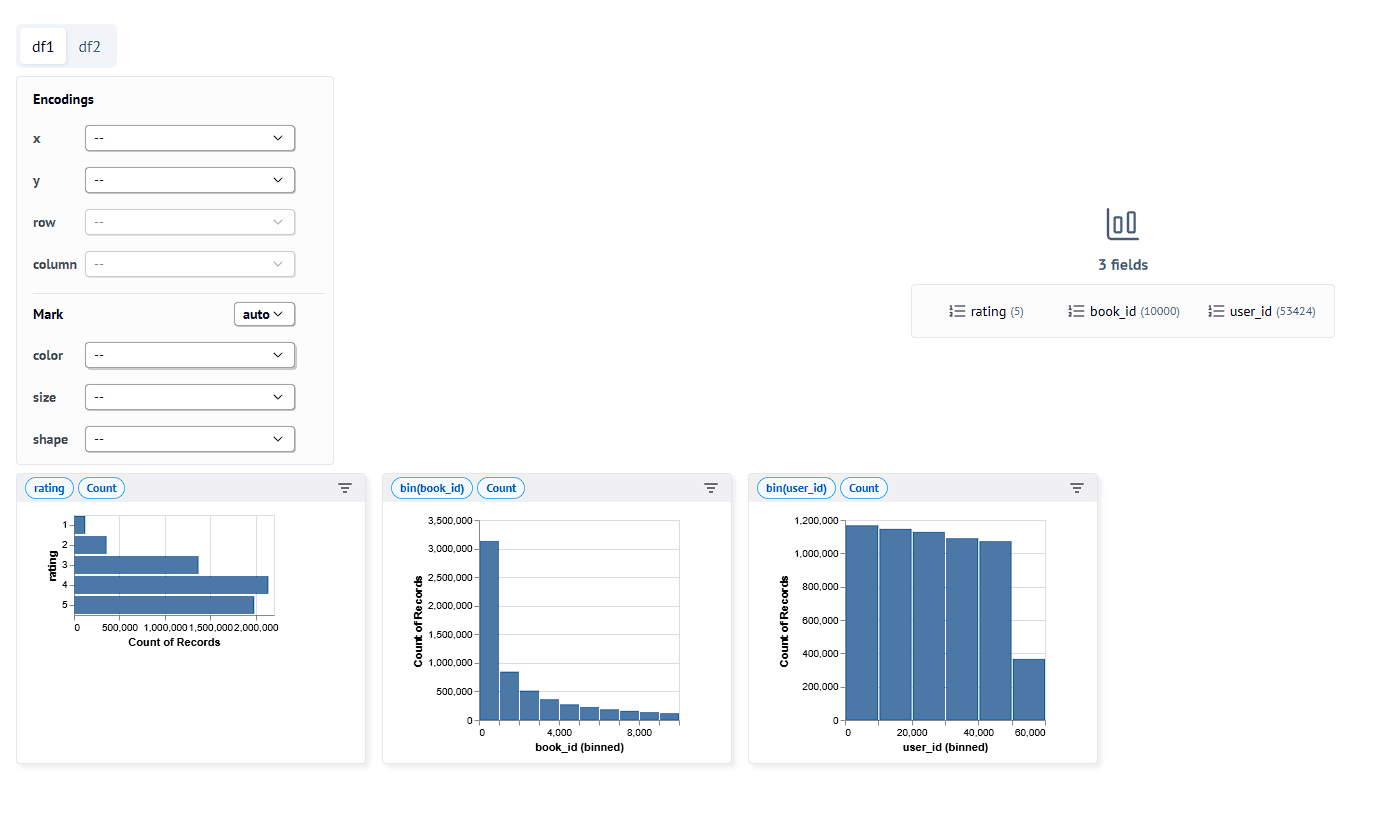 df1 df2
Encodings
x --
y --
row --
column --
Mark auto
color --
size --
shape --
3 fields
rating (5) book_id (10000) user_id (53424)
rating Count
1
2
3
4
5
rating
0 500,000 1,000,000 1,500,000 2,000,000
Count of Records
bin(book_id) Count
3,500,000
3,000,000
2,500,000
2,000,000
1,500,000
1,000,000
500,000
0
Count of Records
0 4,000 8,000
book_id (binned)
bin(user_id) Count
1,200,000
1,000,000
800,000
600,000
400,000
200,000
0
Count of Records
0 20,000 40,000 60,000
user_id (binned)